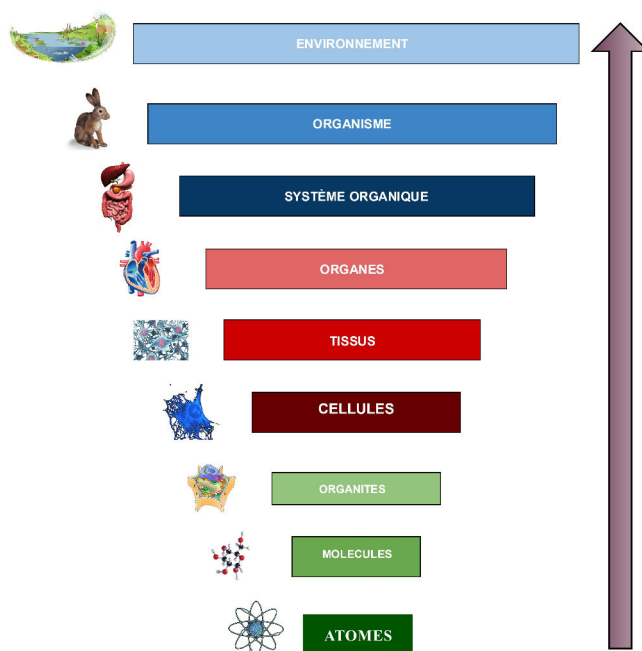 ENVIRONNEMENT
ORGANISME
SYSTÈME ORGANIQUE
ORGANES
TISSUS
CELLULES
ORGANITES
MOLECULES
ATOMES